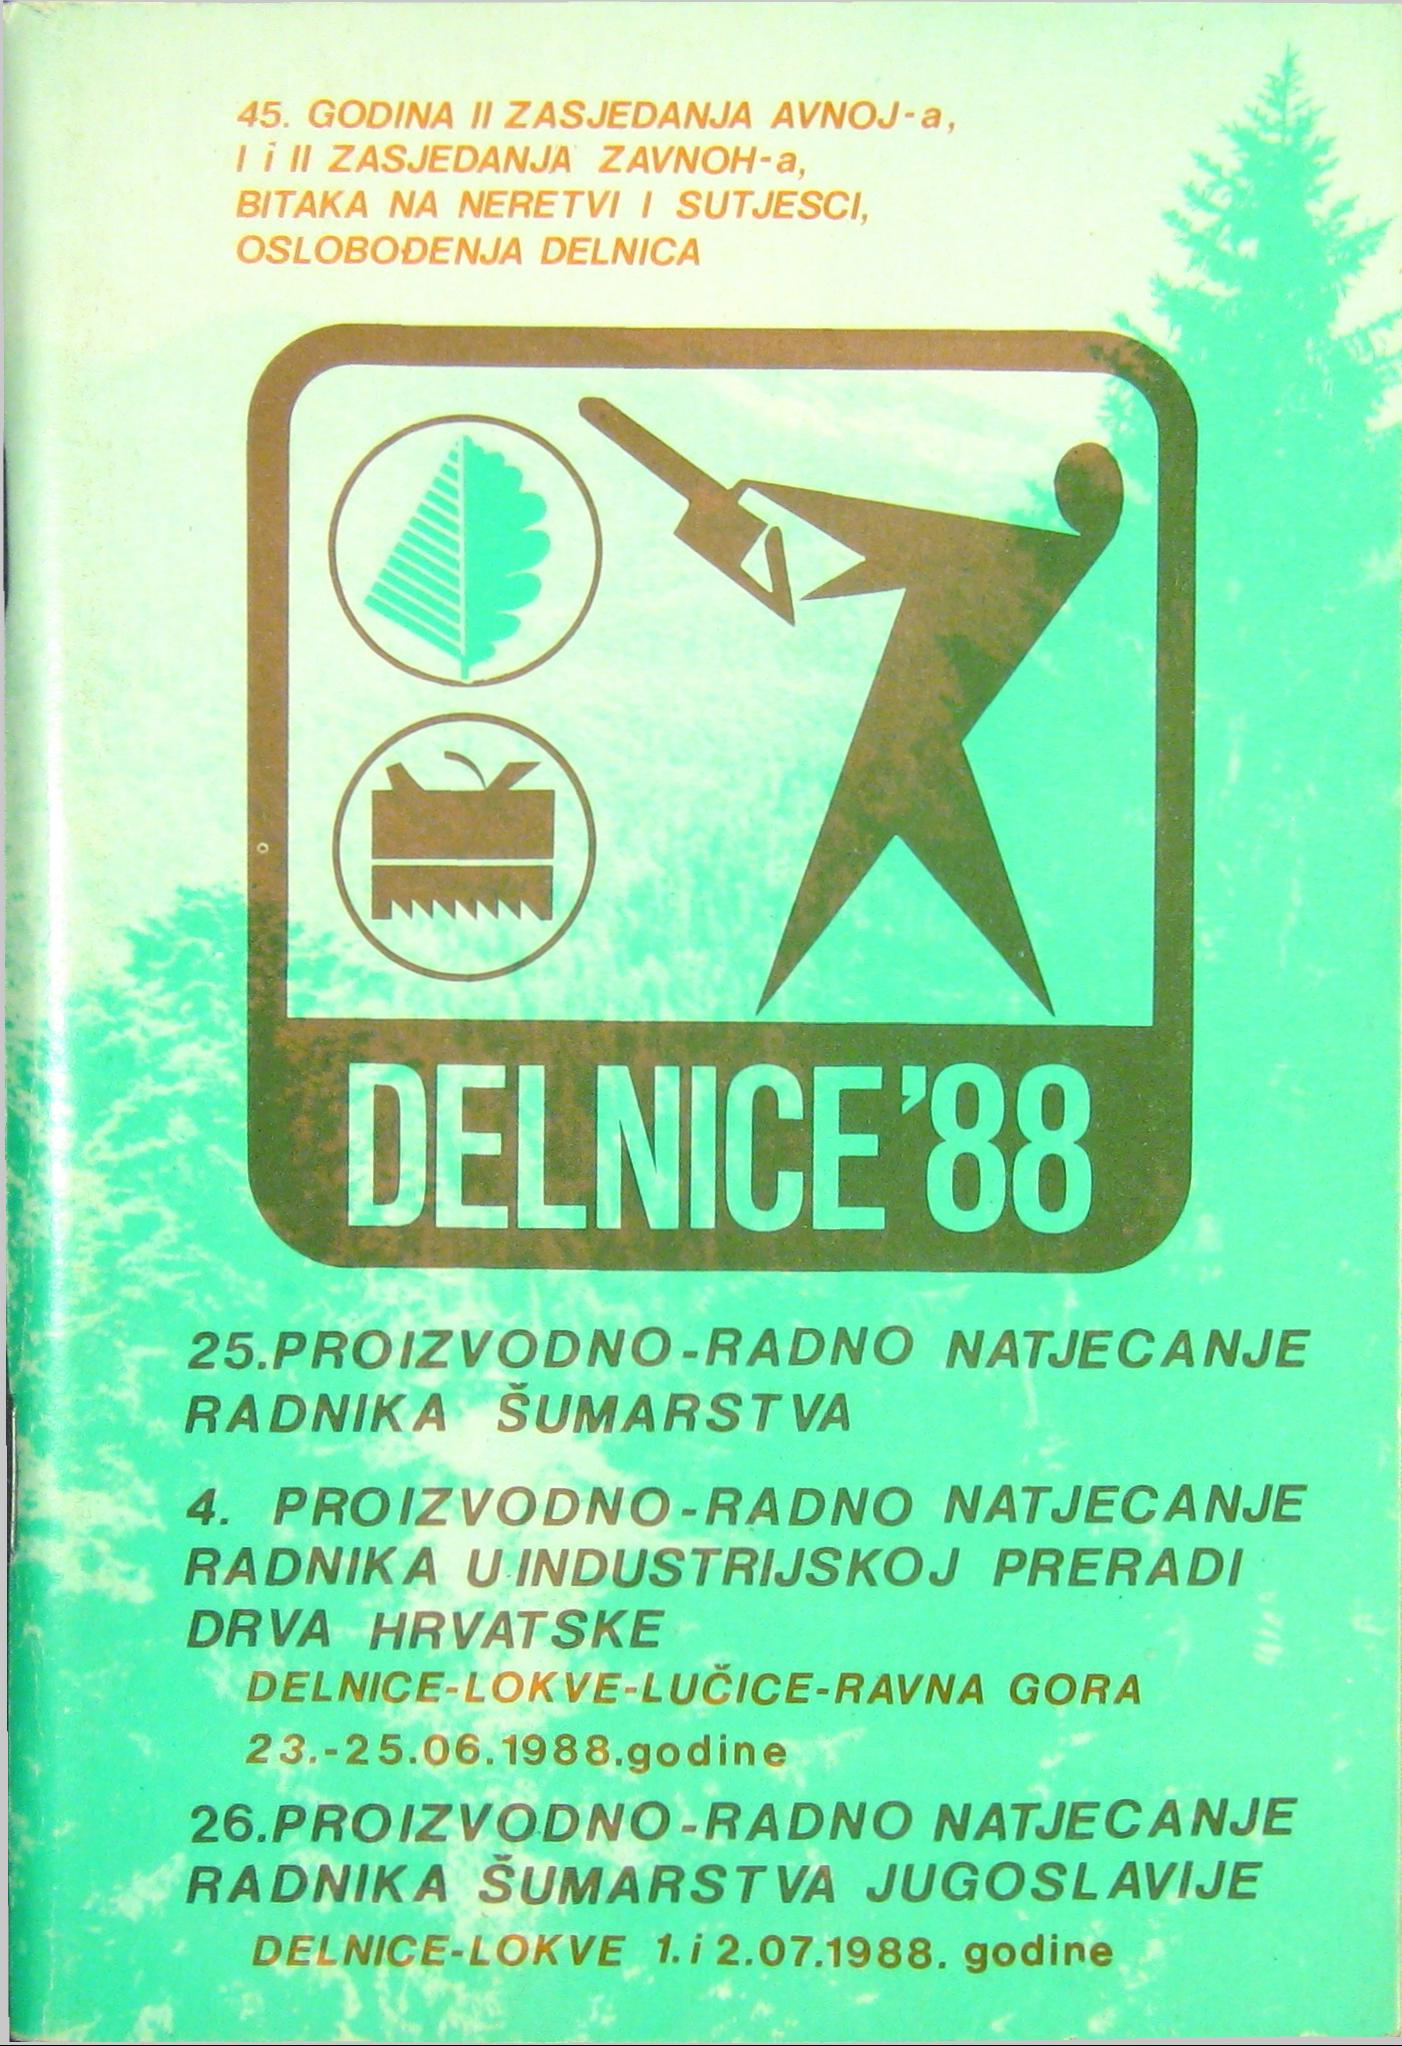 45. GODINA II ZASJEDANJA AVNOJ-a,
I i II ZASJEDANJA ZAVNOH-a,
BITAKA NA NERETVI I SUTJESCI,
OSLOBOĐENJA DELNICA
DELNICE '88
25. PROIZVODNO-RADNO NATJECANJE
RADNIKA ŠUMARSTVA
4. PROIZVODNO-RADNO NATJECANJE
RADNIKA U INDUSTRIJSKOJ PRERADI
DRVA HRVATSKE
DELNICE-LOKVE-LUČICE-RAVNA GORA
23.-25.06.1988.godine
26. PROIZVODNO-RADNO NATJECANJE
RADNIKA ŠUMARSTVA JUGOSLAVIJE
DELNICE-LOKVE 1. i 2.07.1988. godine